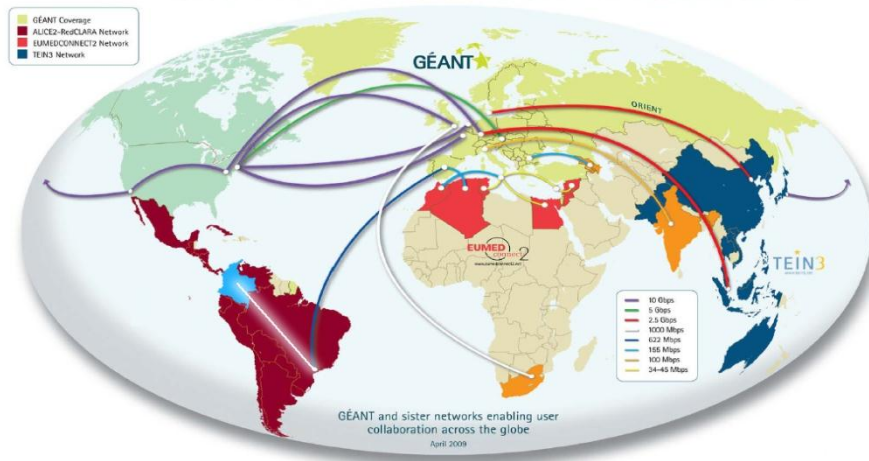 GÉANT Coverage
ALICE2-RedCLARA Network
EUMEDCONNECT2 Network
TEIN3 Network
GÉANT
ORIENT
EUMED
CONNECT 2
TEIN3
10 Gbps
5 Gbps
2.5 Gbps
1000 Mbps
622 Mbps
155 Mbps
100 Mbps
34-45 Mbps
GÉANT and sister networks enabling user
collaboration across the globe
April 2009